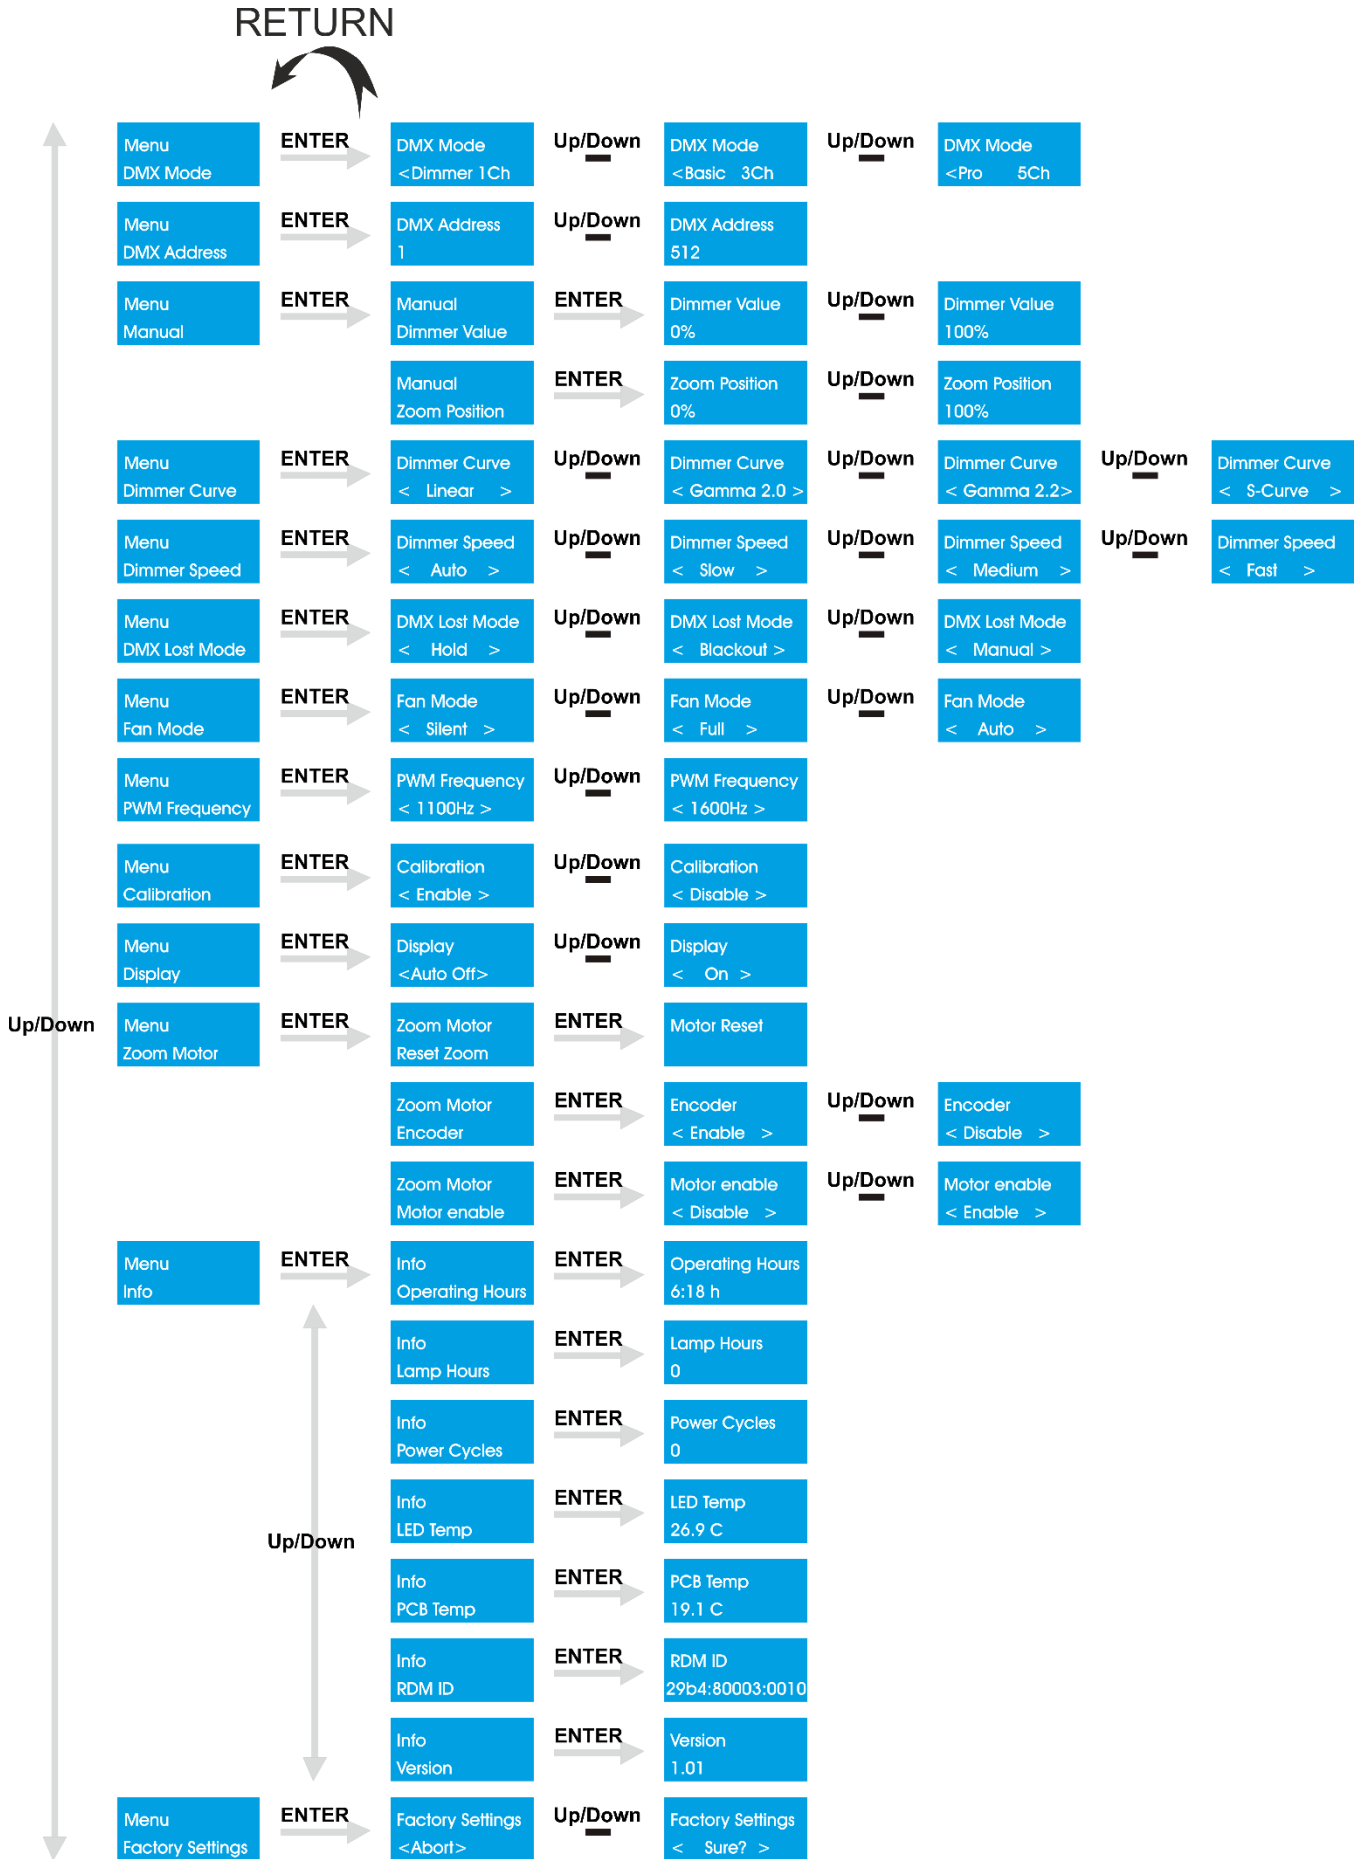 RETURN
Menu
DMX Mode
ENTER
DMX Mode
<Dimmer 1Ch
Up/Down
DMX Mode
<Basic 3Ch
Up/Down
DMX Mode
<Pro 5Ch
Menu
DMX Address
ENTER
DMX Address
1
Up/Down
DMX Address
512
Menu
Manual
ENTER
Manual
Dimmer Value
ENTER
Dimmer Value
0%
Up/Down
Dimmer Value
100%
Manual
Zoom Position
ENTER
Zoom Position
0%
Up/Down
Zoom Position
100%
Menu
Dimmer Curve
ENTER
Dimmer Curve
< Linear >
Up/Down
Dimmer Curve
< Gamma 2.0 >
Up/Down
Dimmer Curve
< Gamma 2.2>
Up/Down
Dimmer Curve
< S-Curve >
Menu
Dimmer Speed
ENTER
Dimmer Speed
< Auto >
Up/Down
Dimmer Speed
< Slow >
Up/Down
Dimmer Speed
< Medium >
Up/Down
Dimmer Speed
< Fast >
Menu
DMX Lost Mode
ENTER
DMX Lost Mode
< Hold >
Up/Down
DMX Lost Mode
< Blackout >
Up/Down
DMX Lost Mode
< Manual >
Menu
Fan Mode
ENTER
Fan Mode
< Silent >
Up/Down
Fan Mode
< Full >
Up/Down
Fan Mode
< Auto >
Menu
PWM Frequency
ENTER
PWM Frequency
< 1100Hz >
Up/Down
PWM Frequency
< 1600Hz >
Menu
Calibration
ENTER
Calibration
< Enable >
Up/Down
Calibration
< Disable >
Menu
Display
ENTER
Display
<Auto Off>
Up/Down
Display
< On >
Up/Down
Menu
Zoom Motor
ENTER
Zoom Motor
Reset Zoom
ENTER
Motor Reset
Zoom Motor
Encoder
ENTER
Encoder
< Enable >
Up/Down
Encoder
< Disable >
Zoom Motor
Motor enable
ENTER
Motor enable
< Disable >
Up/Down
Motor enable
< Enable >
Menu
Info
ENTER
Info
Operating Hours
ENTER
Operating Hours
6:18 h
Info
Lamp Hours
ENTER
Lamp Hours
0
Info
Power Cycles
ENTER
Power Cycles
0
Info
LED Temp
ENTER
LED Temp
26.9 C
Up/Down
Info
PCB Temp
ENTER
PCB Temp
19.1 C
Info
RDM ID
ENTER
RDM ID
29b4:80003:0010
Info
Version
ENTER
Version
1.01
Menu
Factory Settings
ENTER
Factory Settings
<Abort>
Up/Down
Factory Settings
< Sure? >